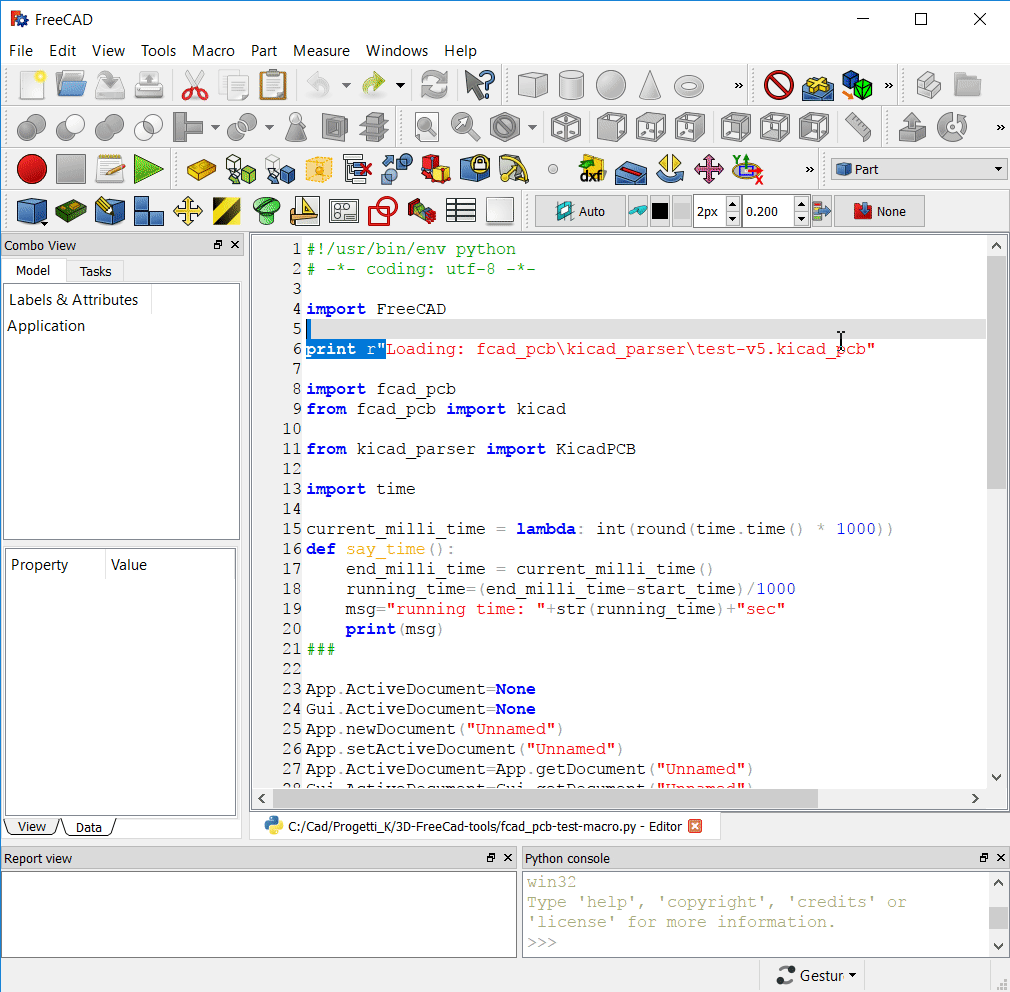 FreeCAD
File Edit View Tools Macro Part Measure Windows Help
dxf
Part
Auto 2px 0.200 None
Combo View
Model Tasks
Labels & Attributes
Application
Property Value
View Data
1 #!/usr/bin/env python
2 # -*- coding: utf-8 -*-
3
4 import FreeCAD
5
6 print r"Loading: fcad_pcb\kicad_parser\test-v5.kicad_pcb"
7
8 import fcad_pcb
9 from fcad_pcb import kicad
10
11 from kicad_parser import KicadPCB
12
13 import time
14
15 current_milli_time = lambda: int(round(time.time() * 1000))
16 def say_time():
17     end_milli_time = current_milli_time()
18     running_time=(end_milli_time-start_time)/1000
19     msg="running time: "+str(running_time)+"sec"
20     print(msg)
21 ###
22
23 App.ActiveDocument=None
24 Gui.ActiveDocument=None
25 App.newDocument("Unnamed")
26 App.setActiveDocument("Unnamed")
27 App.ActiveDocument=App.getDocument("Unnamed")
28 Gui.ActiveDocument=Gui.getDocument("Unnamed")
C:/Cad/Progetti_K/3D-FreeCad-tools/fcad_pcb-test-macro.py - Editor
Report view
Python console
win32
Type 'help', 'copyright', 'credits' or
'license' for more information.
>>>
Gestur